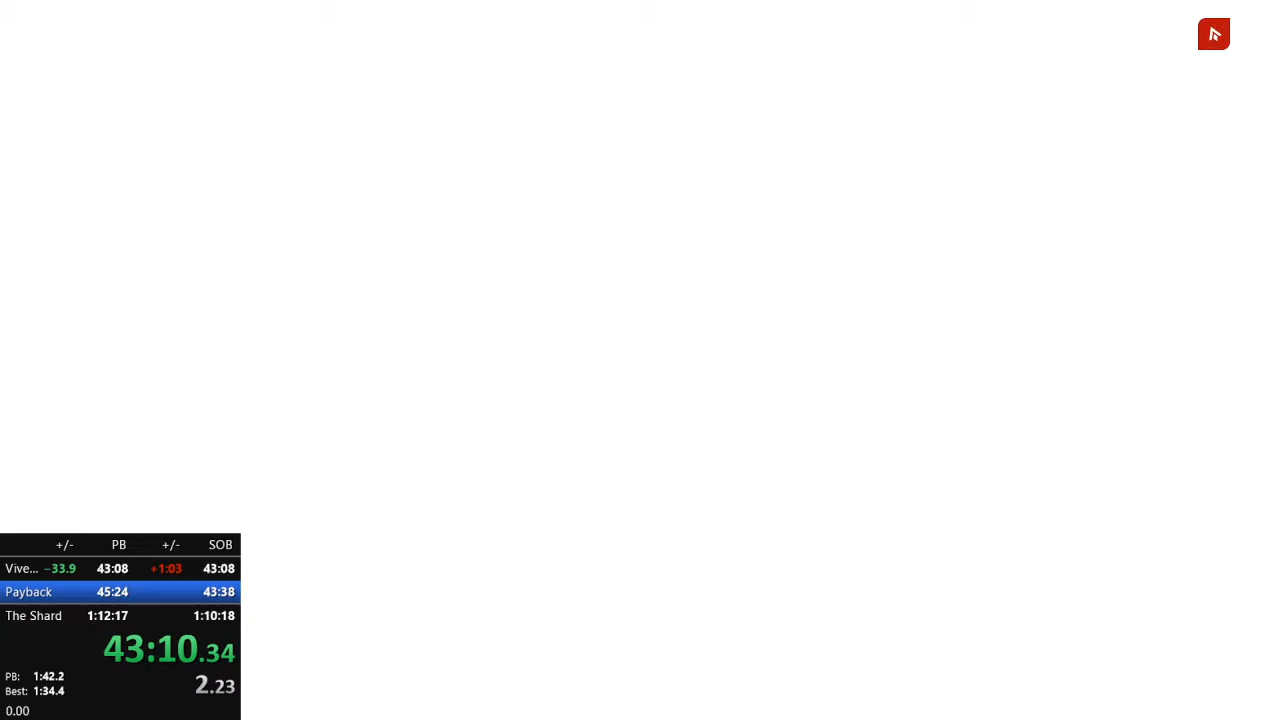 +/- PB +/- SOB
Vive... −33.9 43:08 +1:03 43:08
Payback 45:24 43:38
The Shard 1:12:17 1:10:18
43:10.34
PB: 1:42.2
2.23
Best: 1:34.4
0.00